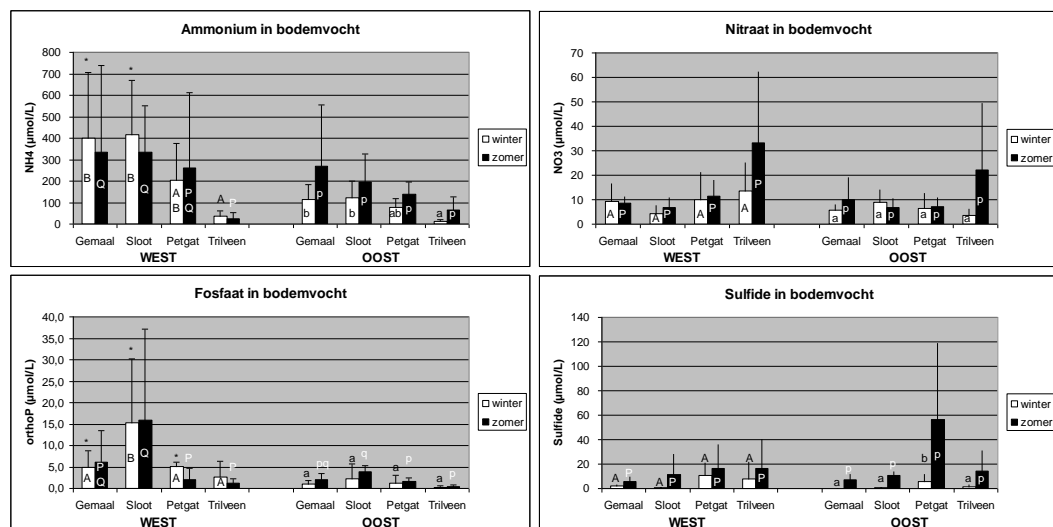 Ammonium in bodemvocht
NH4 (µmol/L)
800
700
600
500
400
300
200
100
0
* * A
B Q B Q A B P Q P
b p b p ab p a p
Gemaal Sloot Petgat Trilveen Gemaal Sloot Petgat Trilveen
WEST OOST
winter
zomer
Nitraat in bodemvocht
NO3 (µmol/L)
70
60
50
40
30
20
10
0
A P A P A P A P a p a p a p a p
Gemaal Sloot Petgat Trilveen Gemaal Sloot Petgat Trilveen
WEST OOST
winter
zomer
Fosfaat in bodemvocht
orthoP (µmol/L)
40,0
35,0
30,0
25,0
20,0
15,0
10,0
5,0
0,0
* * *
A P Q B Q A P A P a pq a q a p a p
Gemaal Sloot Petgat Trilveen Gemaal Sloot Petgat Trilveen
WEST OOST
winter
zomer
Sulfide in bodemvocht
Sulfide (µmol/L)
140
120
100
80
60
40
20
0
A P A P A P A P a p a p b p a p
Gemaal Sloot Petgat Trilveen Gemaal Sloot Petgat Trilveen
WEST OOST
winter
zomer